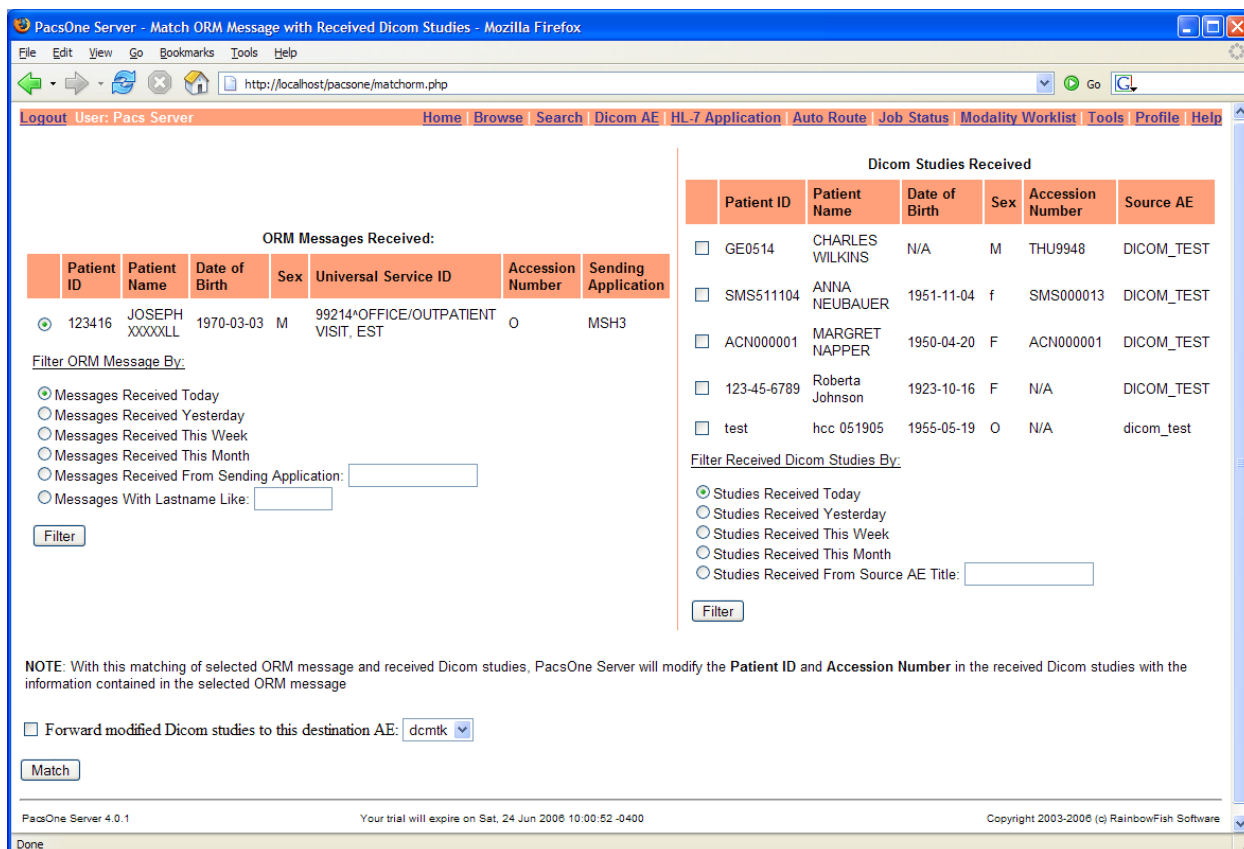 PacsOne Server - Match ORM Message with Received Dicom Studies - Mozilla Firefox
File Edit View Go Bookmarks Tools Help
http://localhost/pacsone/matchorm.php Go G
Logout User: Pacs Server Home | Browse | Search | Dicom AE | HL-7 Application | Auto Route | Job Status | Modality Worklist | Tools | Profile | Help
ORM Messages Received:
Patient ID Patient Name Date of Birth Sex Universal Service ID Accession Number Sending Application
123416 JOSEPH XXXXXLL 1970-03-03 M 99214^OFFICE/OUTPATIENT VISIT, EST O MSH3
Filter ORM Message By:
Messages Received Today
Messages Received Yesterday
Messages Received This Week
Messages Received This Month
Messages Received From Sending Application:
Messages With Lastname Like:
Filter
Dicom Studies Received
Patient ID Patient Name Date of Birth Sex Accession Number Source AE
GE0514 CHARLES WILKINS N/A M THU9948 DICOM_TEST
SMS511104 ANNA NEUBAUER 1951-11-04 f SMS000013 DICOM_TEST
ACN000001 MARGRET NAPPER 1950-04-20 F ACN000001 DICOM_TEST
123-45-6789 Roberta Johnson 1923-10-16 F N/A DICOM_TEST
test hcc 051905 1955-05-19 O N/A dicom_test
Filter Received Dicom Studies By:
Studies Received Today
Studies Received Yesterday
Studies Received This Week
Studies Received This Month
Studies Received From Source AE Title:
Filter
NOTE: With this matching of selected ORM message and received Dicom studies, PacsOne Server will modify the Patient ID and Accession Number in the received Dicom studies with the
information contained in the selected ORM message
Forward modified Dicom studies to this destination AE: dcmtk
Match
PacsOne Server 4.0.1 Your trial will expire on Sat, 24 Jun 2006 10:00:52 -0400 Copyright 2003-2006 (c) RainbowFish Software
Done